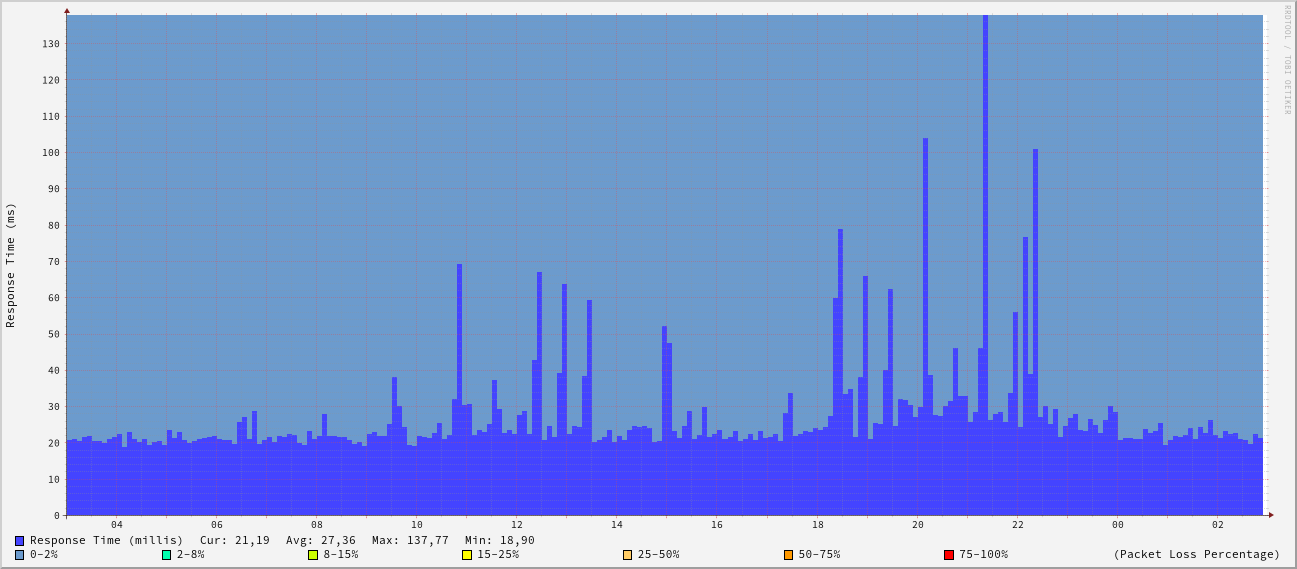 RRDTOOL / TOBI OETIKER
Response Time (ms)
130
120
110
100
90
80
70
60
50
40
30
20
10
0
04 06 08 10 12 14 16 18 20 22 00 02
Response Time (millis) Cur: 21,19 Avg: 27,36 Max: 137,77 Min: 18,90
0-2% 2-8% 8-15% 15-25% 25-50% 50-75% 75-100% (Packet Loss Percentage)